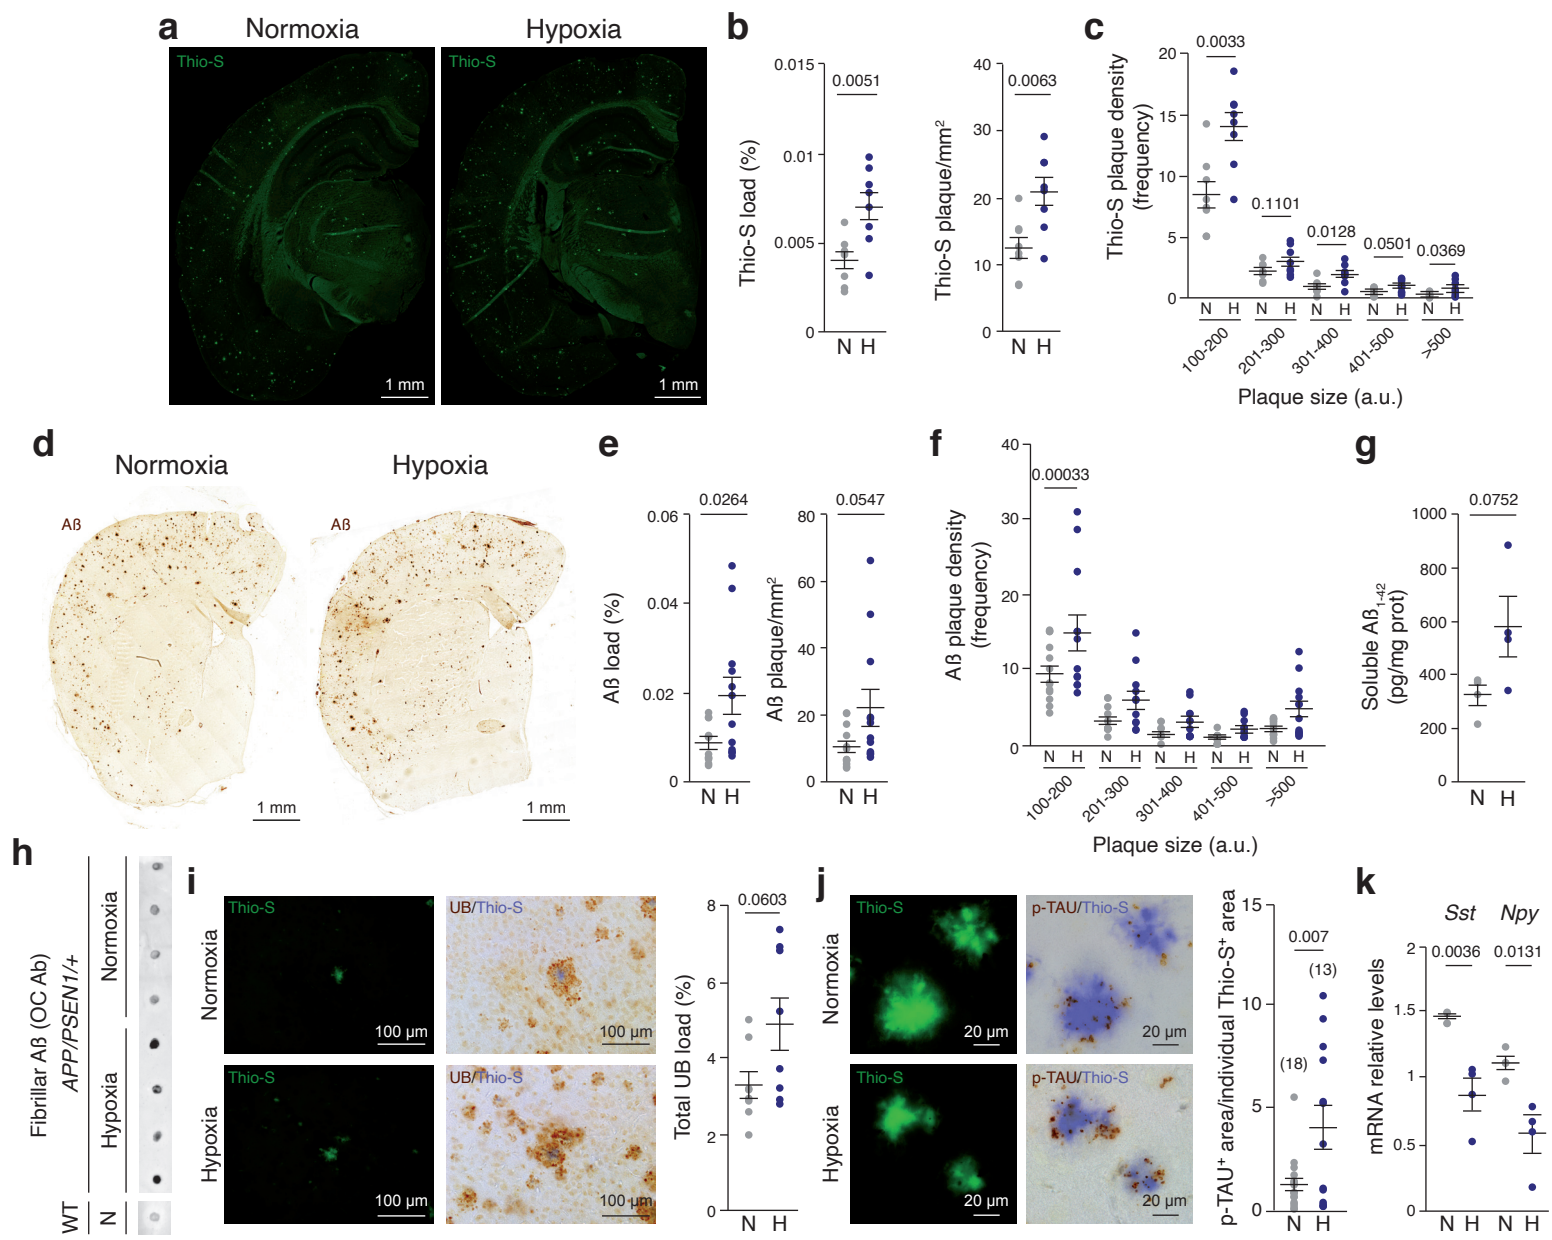 a
Normoxia
Hypoxia
Thio-S
Thio-S
1 mm
1 mm
b
Thio-S load (%)
0.015
0.01
0.005
0
0.0051
N H
Thio-S plaque/mm²
40
30
20
10
0
0.0063
N H
c
Thio-S plaque density
(frequency)
20
15
10
5
0
0.0033
0.1101
0.0128
0.0501
0.0369
N H N H N H N H N H
100-200
201-300
301-400
401-500
>500
Plaque size (a.u.)
d
Normoxia
Hypoxia
Aß
Aß
1 mm
1 mm
e
Aß load (%)
0.06
0.04
0.02
0
0.0264
N H
Aß plaque/mm²
80
60
40
20
0
0.0547
N H
f
Aß plaque density
(frequency)
40
30
20
10
0
0.00033
N H N H N H N H N H
100-200
201-300
301-400
401-500
>500
Plaque size (a.u.)
g
Soluble Aß₁₋₄₂
(pg/mg prot)
1000
800
600
400
200
0
0.0752
N H
h
Fibrillar Aß (OC Ab)
APP/PSEN1/+
Normoxia
Hypoxia
WT
N
i
Normoxia
Hypoxia
Thio-S
100 µm
UB/Thio-S
100 µm
Thio-S
100 µm
UB/Thio-S
100 µm
Total UB load (%)
8
6
4
2
0
0.0603
N H
j
Normoxia
Hypoxia
Thio-S
20 µm
p-TAU/Thio-S
20 µm
Thio-S
20 µm
p-TAU/Thio-S
20 µm
p-TAU⁺ area/individual Thio-S⁺ area
15
10
5
0
0.007
(13)
(18)
N H
k
Sst Npy
mRNA relative levels
2
1.5
1
0.5
0
0.0036
0.0131
N H N H